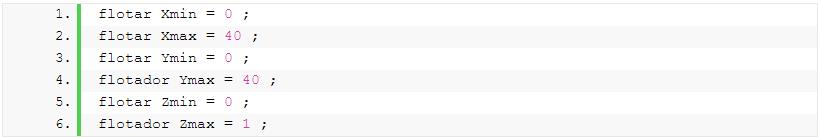 1. flotar Xmin = 0 ;
2. flotar Xmax = 40 ;
3. flotar Ymin = 0 ;
4. flotador Ymax = 40 ;
5. flotar Zmin = 0 ;
6. flotador Zmax = 1 ;